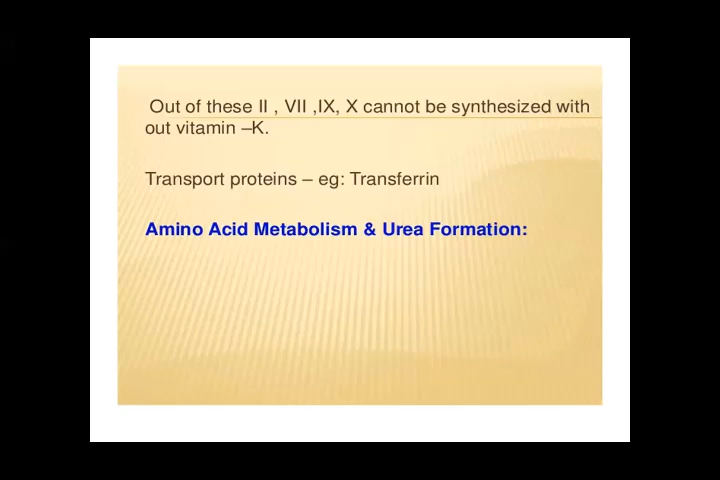 Out of these II , VII ,IX, X cannot be synthesized with
out vitamin –K.
Transport proteins – eg: Transferrin
Amino Acid Metabolism & Urea Formation: